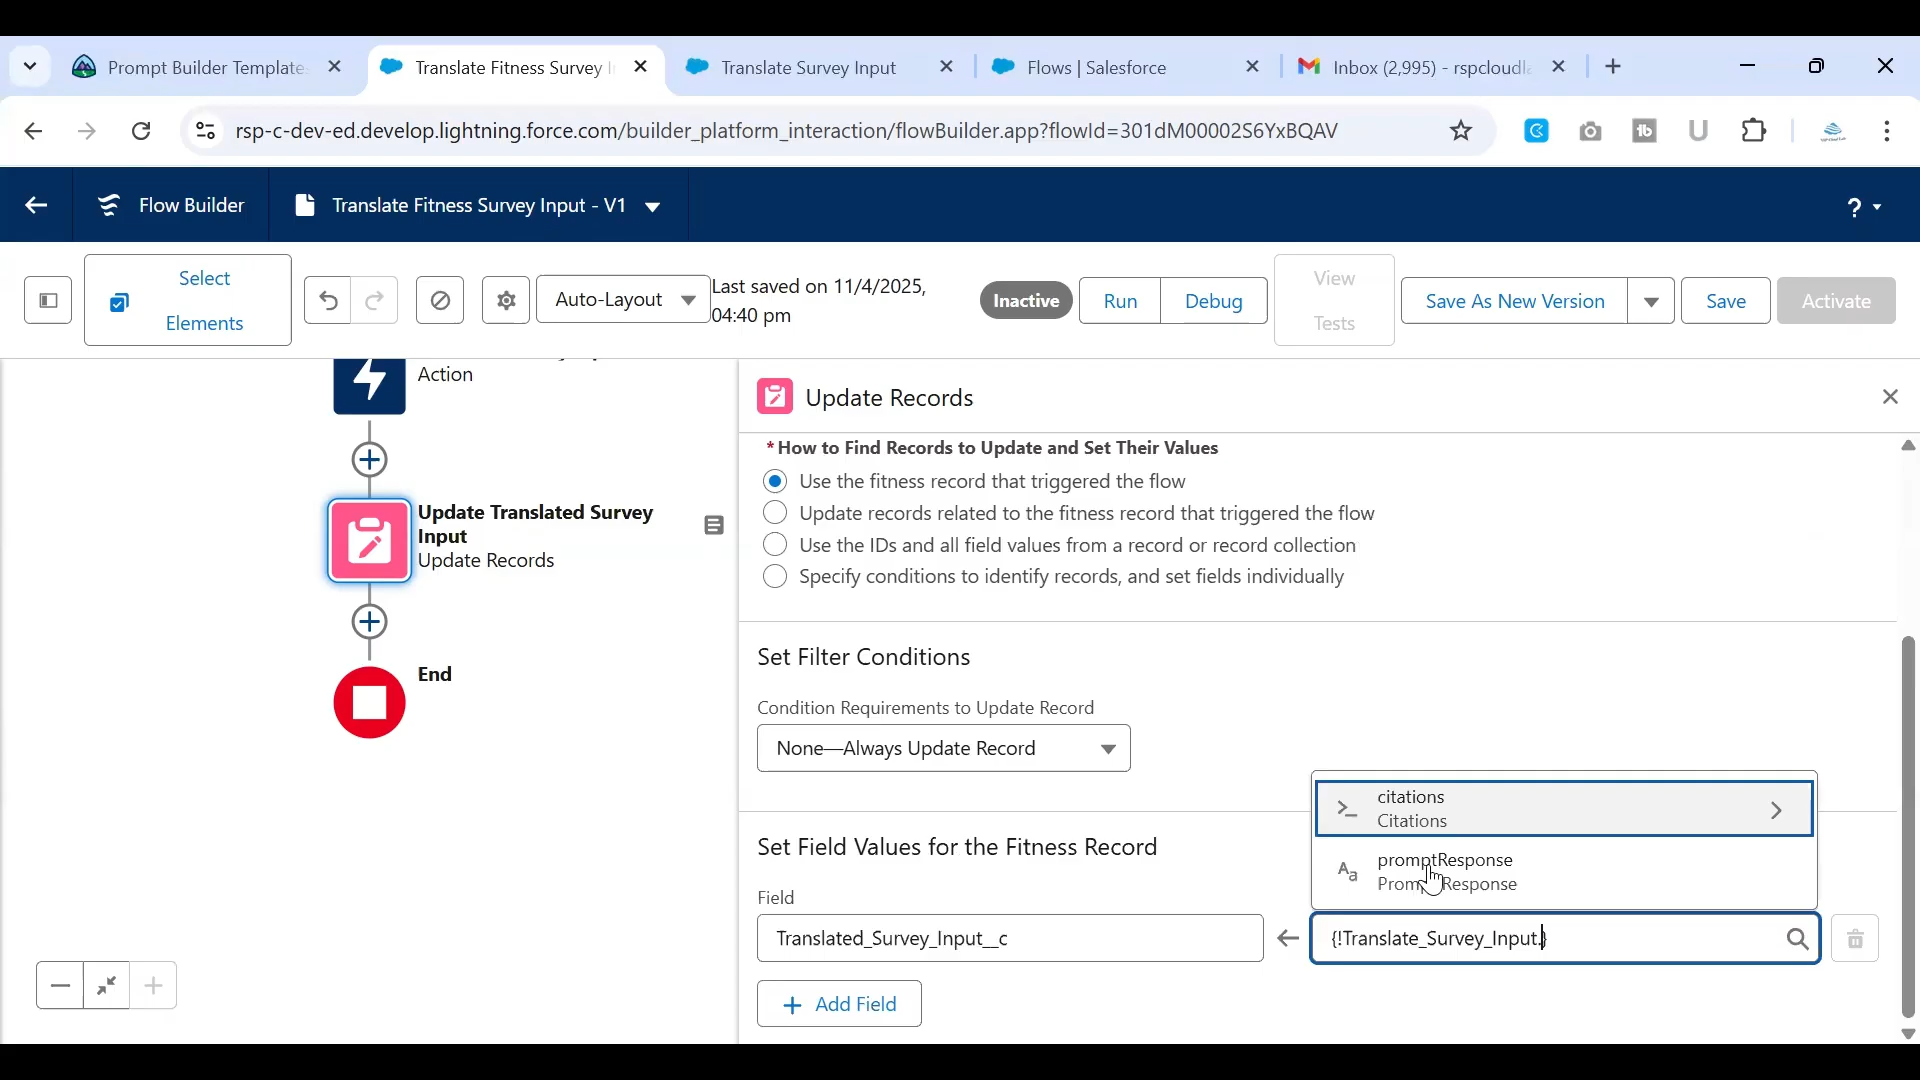 Prompt Builder Template
Translate Fitness Survey I
Translate Survey Input
Flows | Salesforce
Inbox (2,995) - rspcloudl
rsp-c-dev-ed.develop.lightning.force.com/builder_platform_interaction/flowBuilder.app?flowId=301dM00002S6YxBQAV
Flow Builder
Translate Fitness Survey Input - V1
?
Select
Elements
Auto-Layout
Last saved on 11/4/2025,
04:40 pm
Inactive
Run
Debug
View
Tests
Save As New Version
Save
Activate
Action
Update Translated Survey
Input
Update Records
End
Update Records
* How to Find Records to Update and Set Their Values
Use the fitness record that triggered the flow
Update records related to the fitness record that triggered the flow
Use the IDs and all field values from a record or record collection
Specify conditions to identify records, and set fields individually
Set Filter Conditions
Condition Requirements to Update Record
None—Always Update Record
citations
Citations
promptResponse
Prompt Response
Set Field Values for the Fitness Record
Field
Translated_Survey_Input__c
{!Translate_Survey_Input.}
Add Field